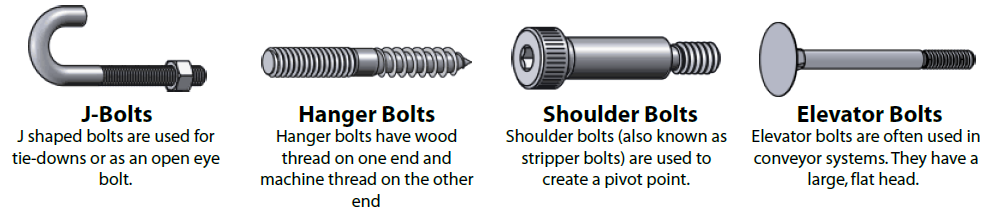 J-Bolts
J shaped bolts are used for
tie-downs or as an open eye
bolt.
Hanger Bolts
Hanger bolts have wood
thread on one end and
machine thread on the other
end
Shoulder Bolts
Shoulder bolts (also known as
stripper bolts) are used to
create a pivot point.
Elevator Bolts
Elevator bolts are often used in
conveyor systems. They have a
large, flat head.